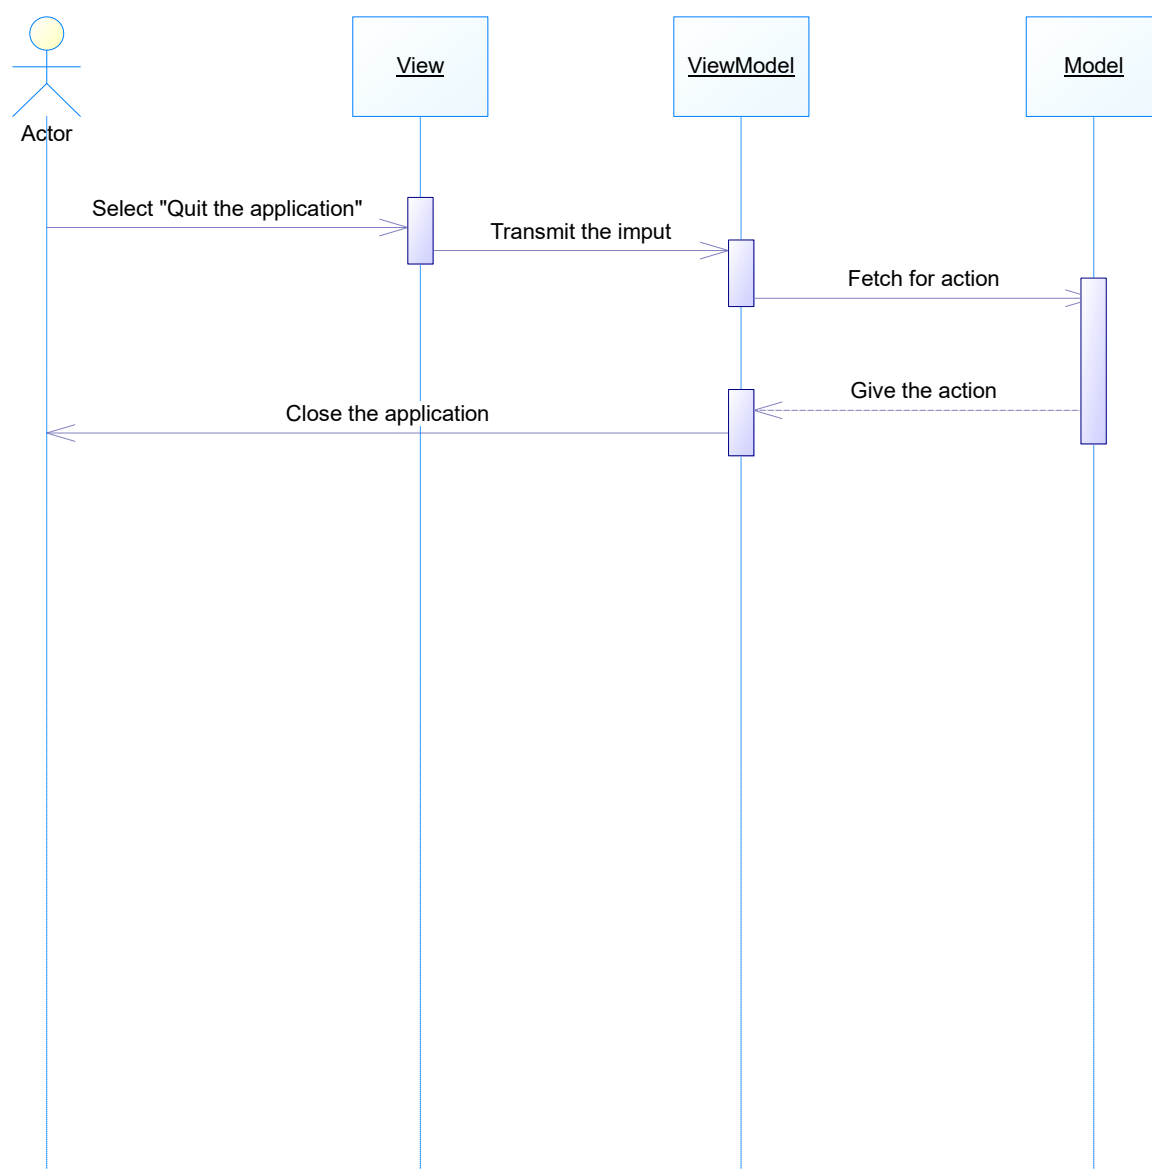 View
ViewModel
Model
Actor
Select "Quit the application"
Transmit the imput
Fetch for action
Give the action
Close the application